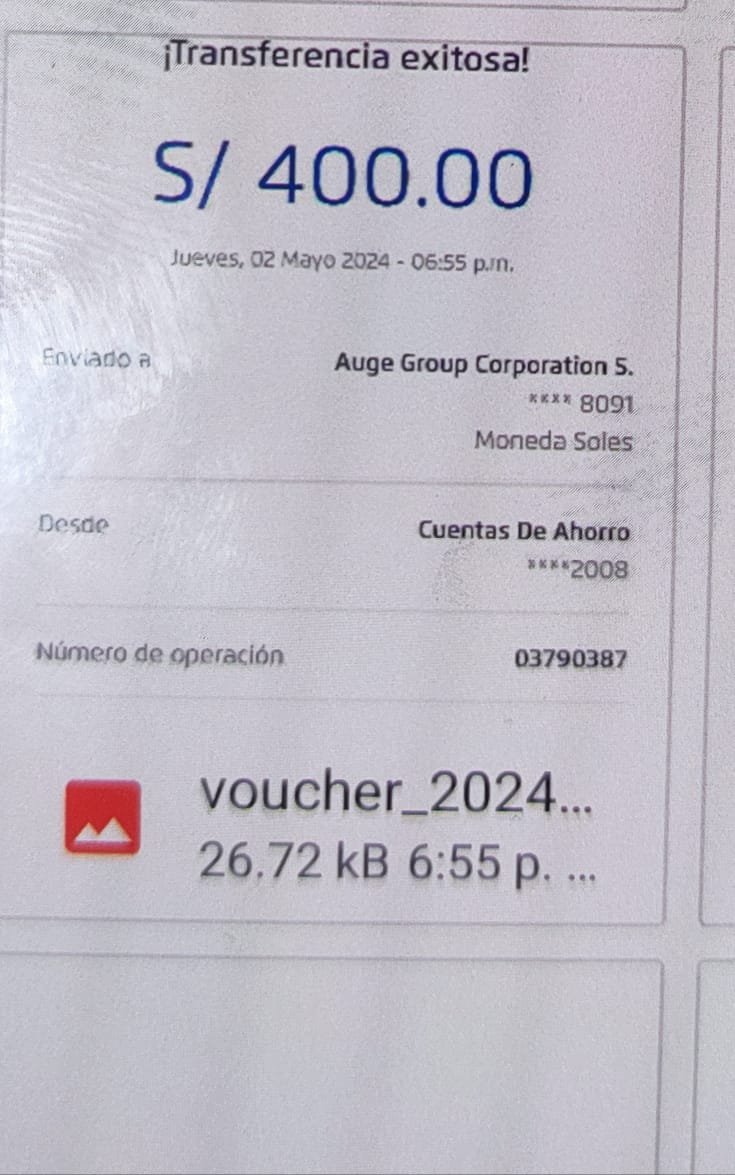 ¡Transferencia exitosa!
S/ 400.00
Jueves, 02 Mayo 2024 - 06:55 p.m.
Enviado a
Auge Group Corporation S.
**** 8091
Moneda Soles
Desde
Cuentas De Ahorro
****2008
Número de operación
03790387
voucher_2024...
26.72 kB 6:55 p. ...